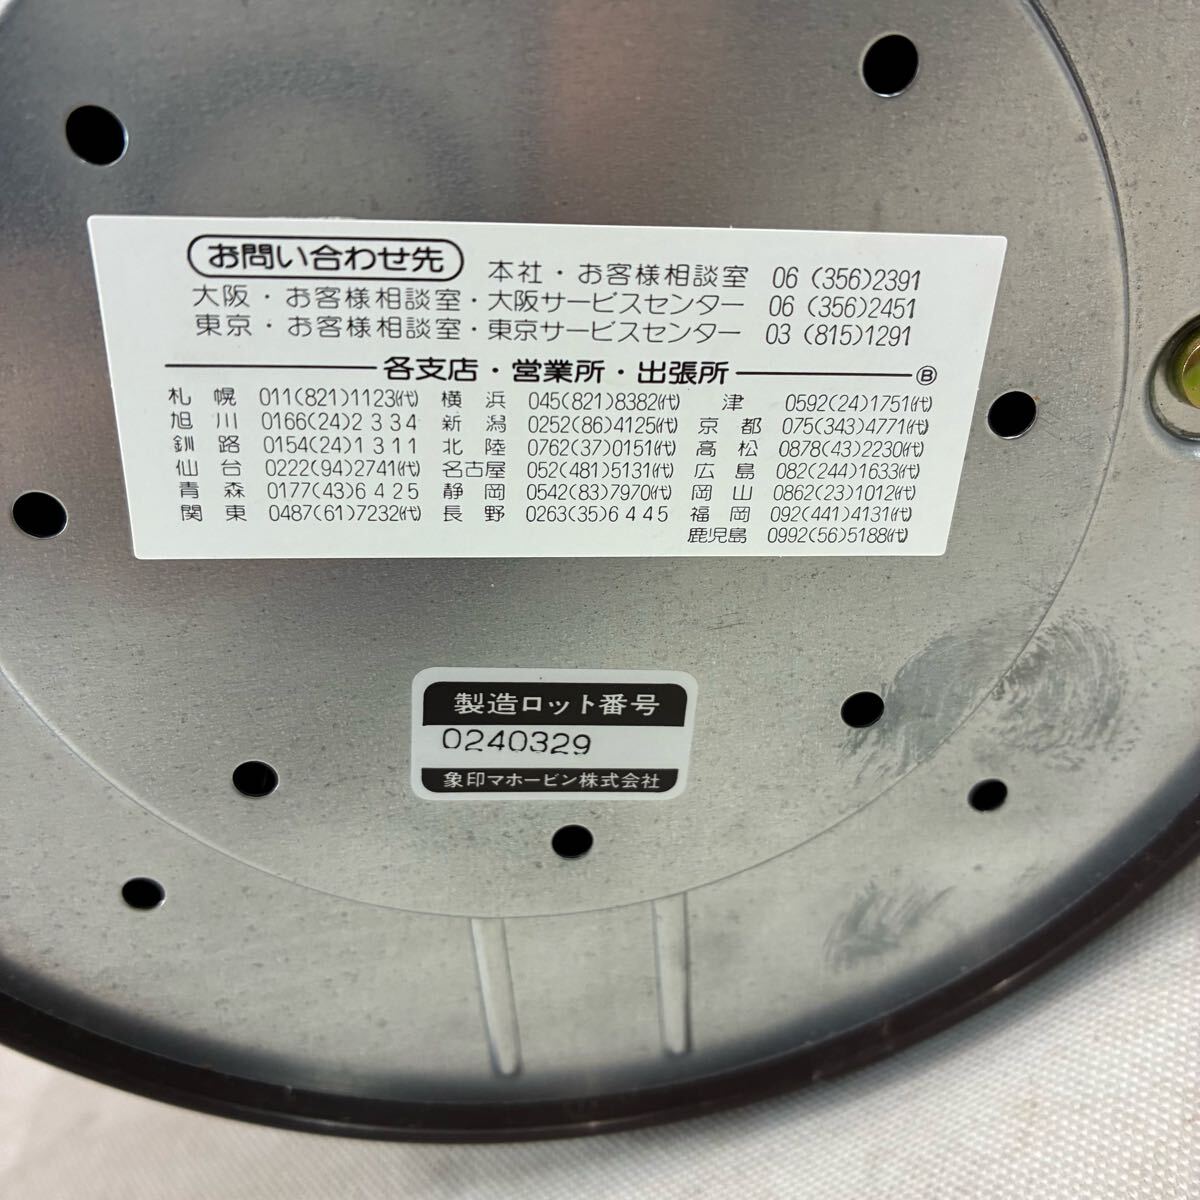 お問い合わせ先 本社・お客様相談室 06 (356)2391
大阪・お客様相談室・大阪サービスセンター 06 (356)2451
東京・お客様相談室・東京サービスセンター 03 (815)1291
各支店・営業所・出張所 Ⓑ
札幌 011(821)1123㈹ 横浜 045(821)8382㈹ 津 0592(24)1751㈹
旭川 0166(24)2334 新潟 0252(86)4125㈹ 京都 075(343)4771㈹
釧路 0154(24)1311 北陸 0762(37)0151㈹ 高松 0878(43)2230㈹
仙台 0222(94)2741㈹ 名古屋 052(481)5131㈹ 広島 082(244)1633㈹
青森 0177(43)6425 静岡 0542(83)7970㈹ 岡山 0862(23)1012㈹
関東 0487(61)7232㈹ 長野 0263(35)6445 福岡 092(441)4131㈹
鹿児島 0992(56)5188㈹
製造ロット番号
0240329
象印マホービン株式会社